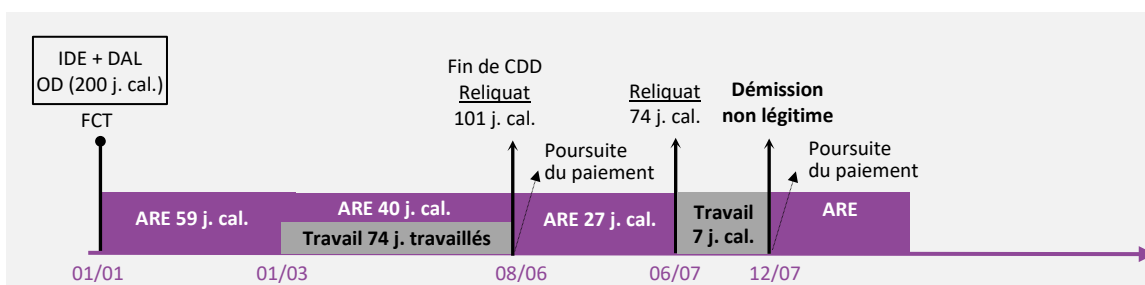 IDE + DAL
OD (200 j. cal.)
FCT
Fin de CDD
Reliquat
101 j. cal.
Reliquat
74 j. cal.
Démission
non légitime
Poursuite
du paiement
Poursuite
du paiement
ARE 59 j. cal.
ARE 40 j. cal.
Travail 74 j. travaillés
ARE 27 j. cal.
Travail
7 j. cal.
ARE
01/01
01/03
08/06
06/07
12/07